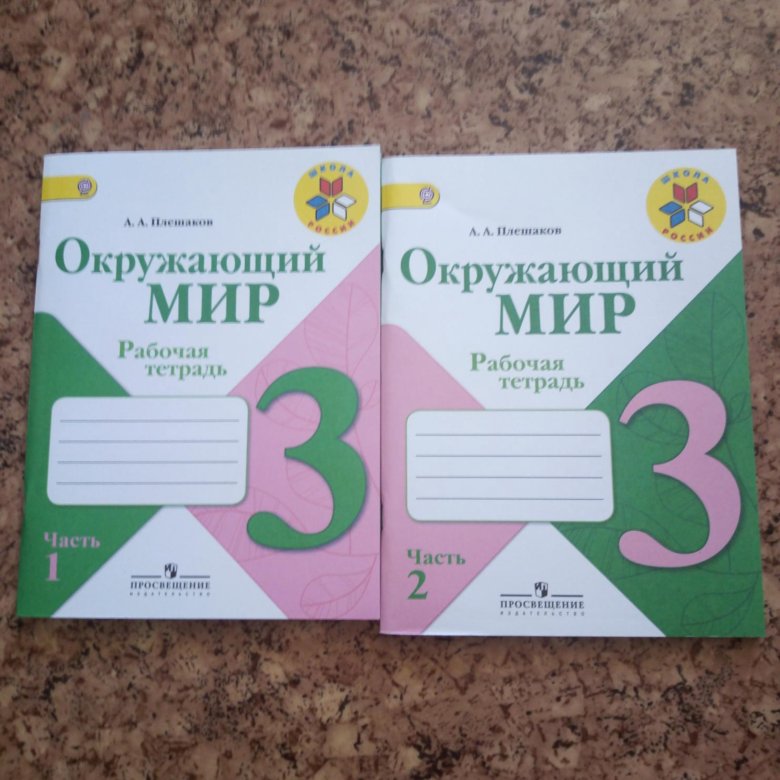 ШКОЛА
РОССИИ
А. А. Плешаков
Окружающий
МИР
Рабочая
тетрадь
3
Часть
1
ПРОСВЕЩЕНИЕ
ИЗДАТЕЛЬСТВО
ШКОЛА
РОССИИ
А. А. Плешаков
Окружающий
МИР
Рабочая
тетрадь
3
Часть
2
ПРОСВЕЩЕНИЕ
ИЗДАТЕЛЬСТВО